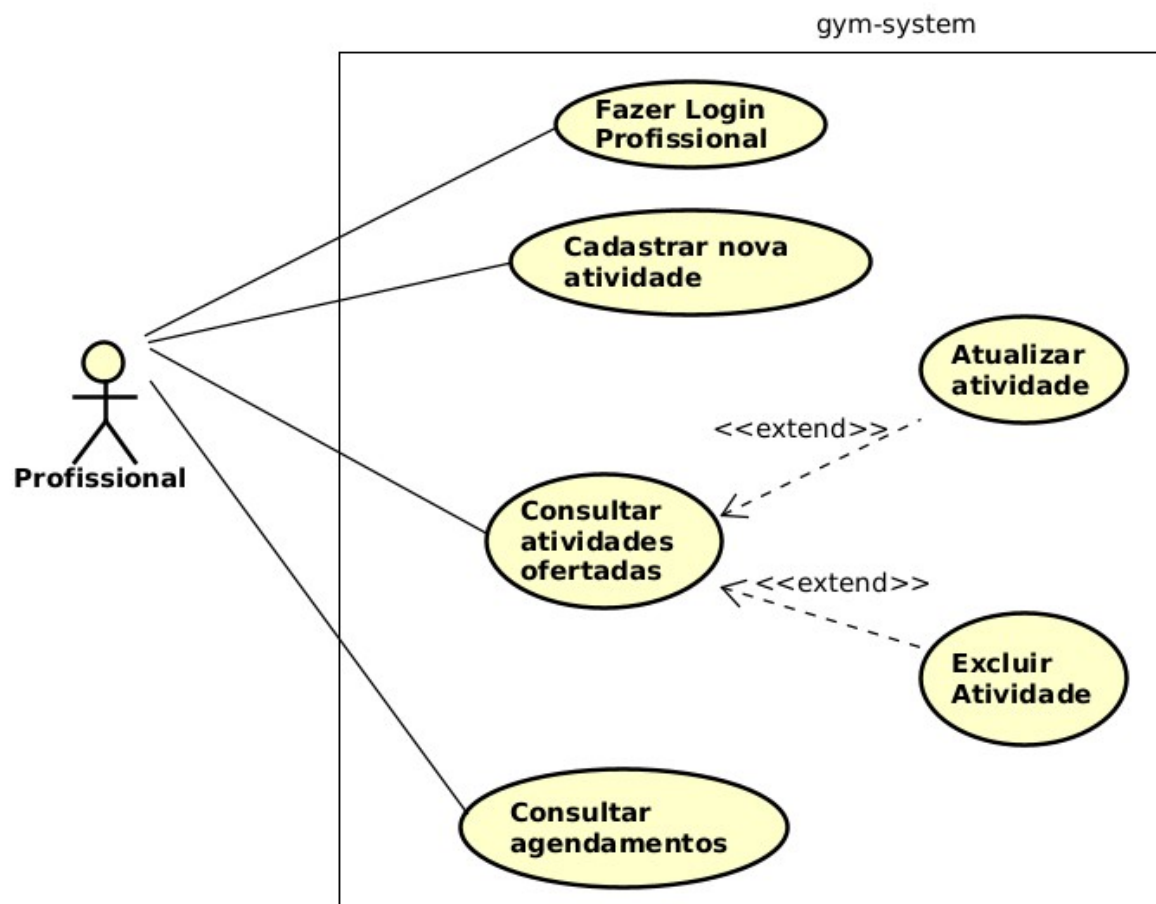 gym-system
Fazer Login
Profissional
Cadastrar nova
atividade
Atualizar
atividade
<<extend>>
Profissional
Consultar
atividades
ofertadas
<<extend>>
Excluir
Atividade
Consultar
agendamentos